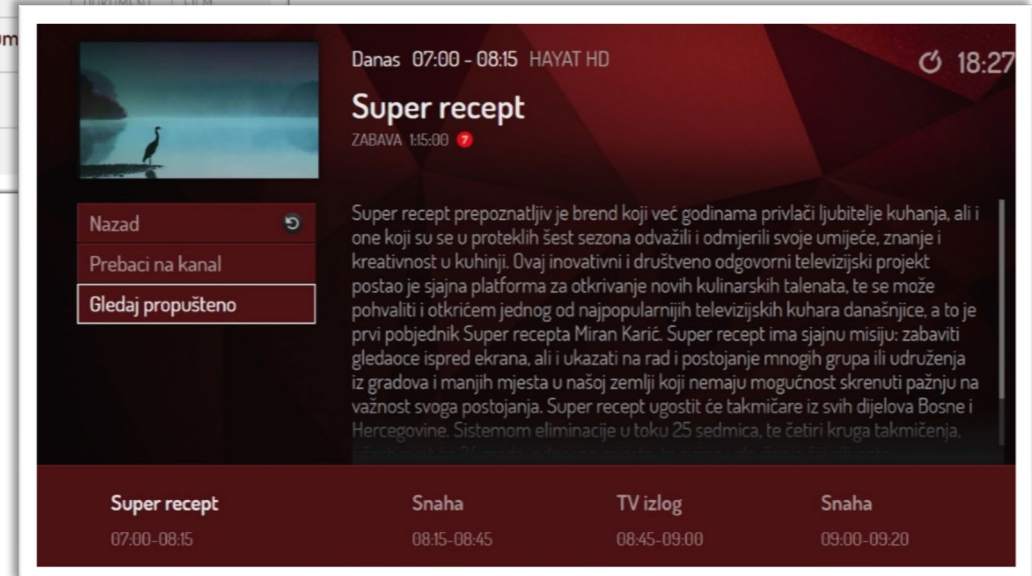 DOKUMENT FILM
um
Danas 07:00 - 08:15 HAYAT HD
18:27
Super recept
ZABAVA 1:15:00 7
Nazad
Prebaci na kanal
Gledaj propušteno
Super recept prepoznatljiv je brend koji već godinama privlači ljubitelje kuhanja, ali i
one koji su se u proteklih šest sezona odvažili i odmjerili svoje umijeće, znanje i
kreativnost u kuhinji. Ovaj inovativni i društveno odgovorni televizijski projekt
postao je sjajna platforma za otkrivanje novih kulinarskih talenata, te se može
pohvaliti i otkrićem jednog od najpopularnijih televizijskih kuhara današnjice, a to je
prvi pobjednik Super recepta Miran Karić. Super recept ima sjajnu misiju: zabaviti
gledaoce ispred ekrana, ali i ukazati na rad i postojanje mnogih grupa ili udruženja
iz gradova i manjih mjesta u našoj zemlji koji nemaju mogućnost skrenuti pažnju na
važnost svoga postojanja. Super recept ugostit će takmičare iz svih dijelova Bosne i
Hercegovine. Sistemom eliminacije u toku 25 sedmica, te četiri kruga takmičenja,
Super recept
07:00-08:15
Snaha
08:15-08:45
TV izlog
08:45-09:00
Snaha
09:00-09:20